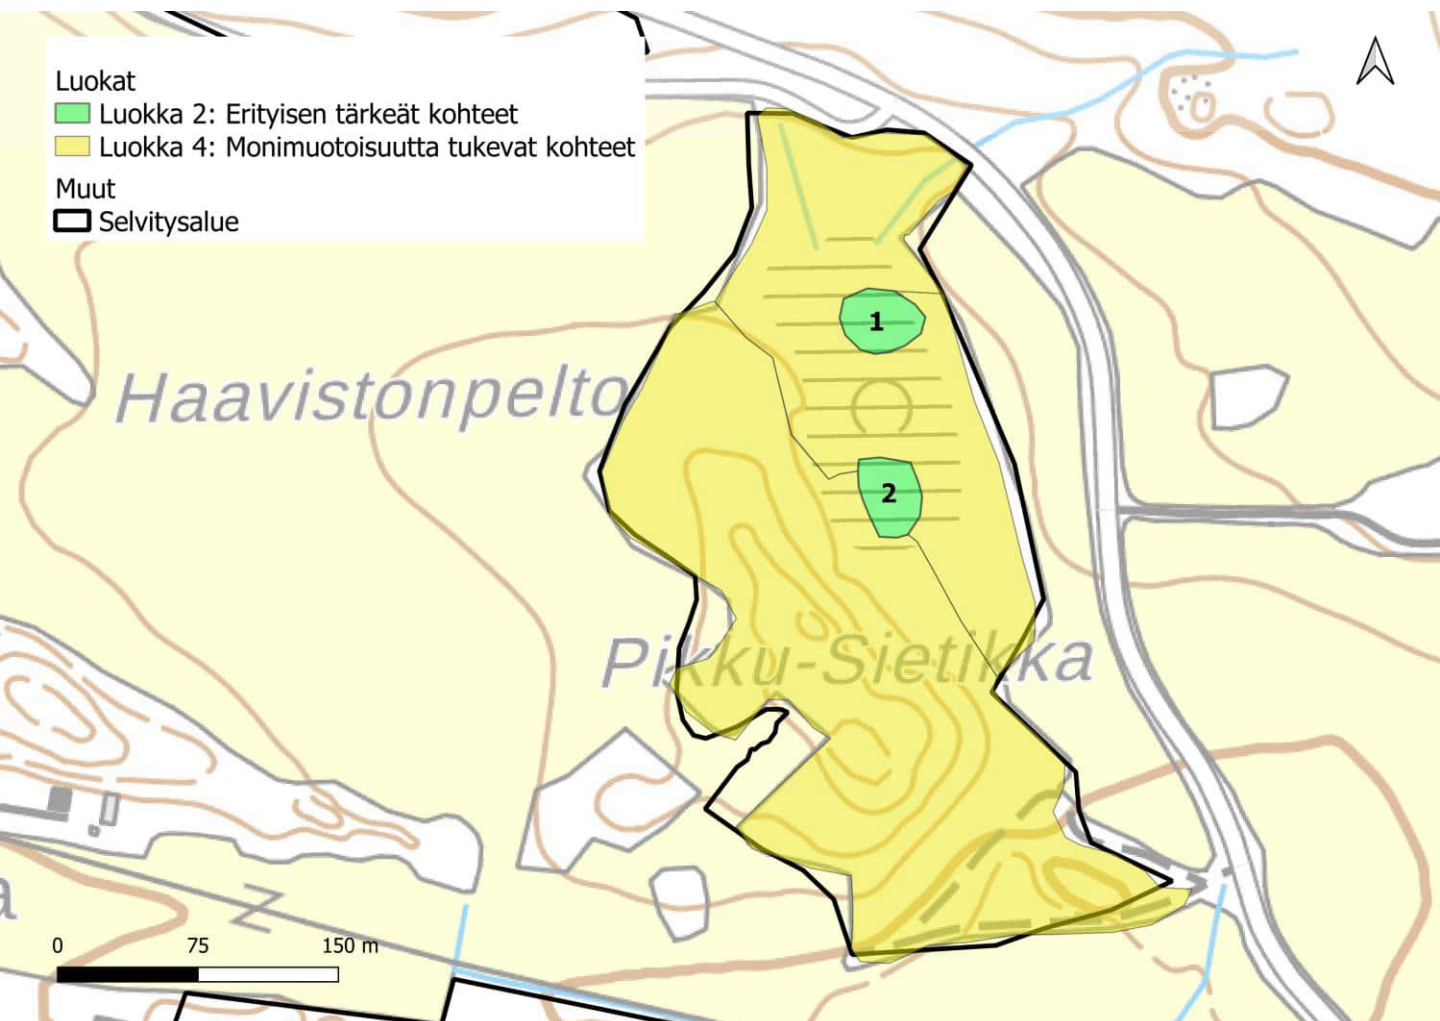 Luokat
Luokka 2: Erityisen tärkeät kohteet
Luokka 4: Monimuotoisuutta tukevat kohteet
Muut
Selvitysalue
1
Haavistonpelto
2
Pikku-Sietikka
a
0 75 150 m